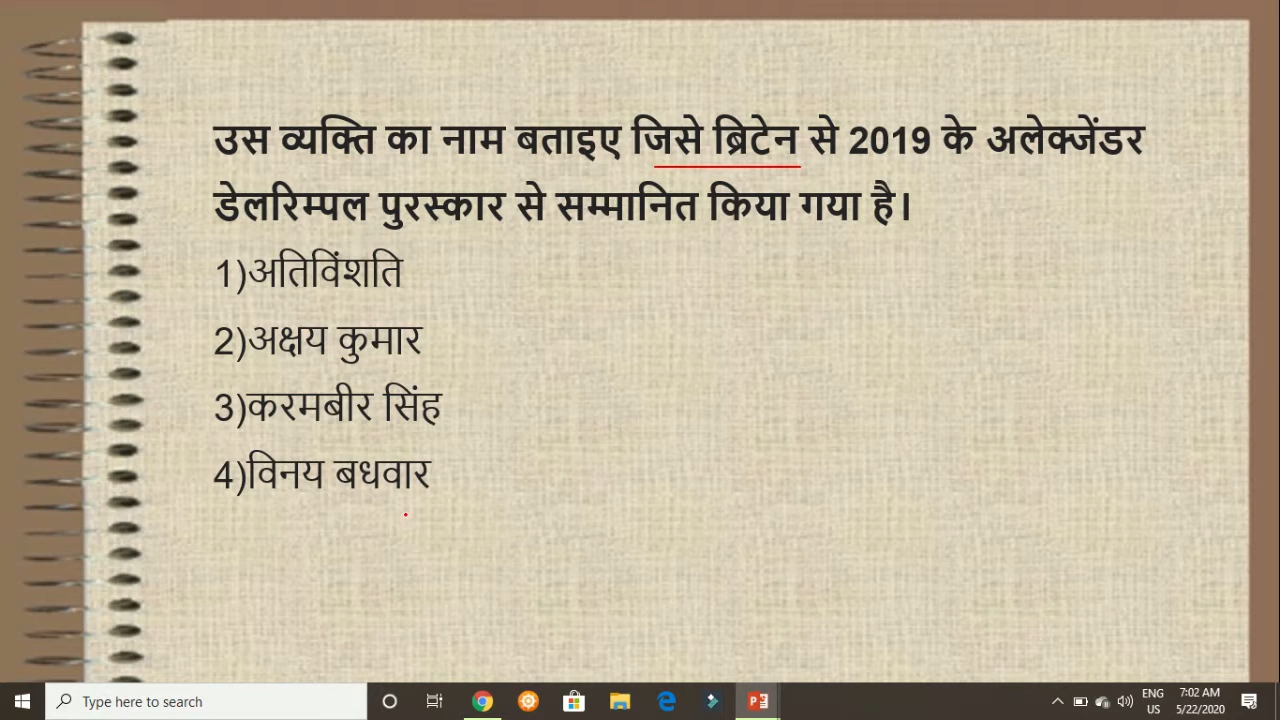 उस व्यक्ति का नाम बताइए जिसे ब्रिटेन से 2019 के अलेक्जेंडर
डेलरिम्पल पुरस्कार से सम्मानित किया गया है।
1)अतिविंशति
2)अक्षय कुमार
3)करमबीर सिंह
4)विनय बधवार
Type here to search
ENG
US
7:02 AM
5/22/2020